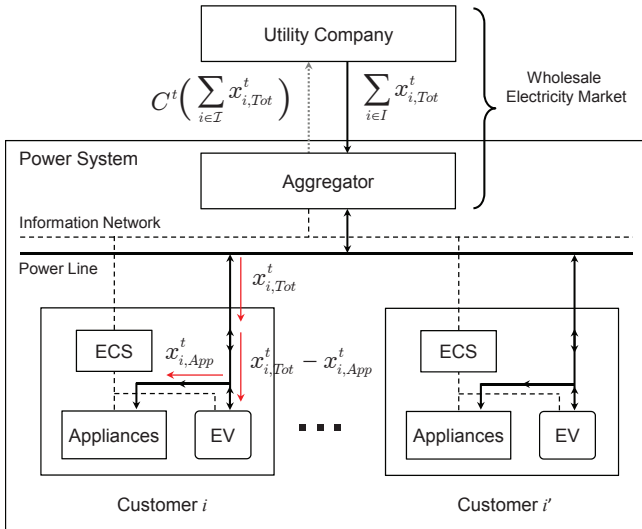 Utility Company
Wholesale
Electricity Market
C^t(∑_{i∈𝓘} x^t_{i,Tot})
∑_{i∈I} x^t_{i,Tot}
Power System
Aggregator
Information Network
Power Line
x^t_{i,Tot}
ECS
x^t_{i,App}
x^t_{i,Tot} − x^t_{i,App}
ECS
Appliances
EV
Appliances
EV
Customer i
Customer i'